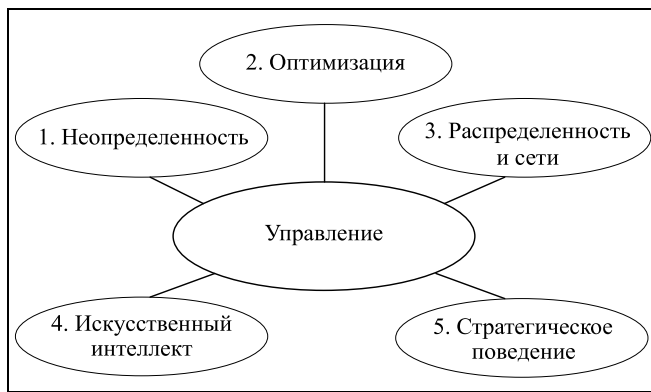 2. Оптимизация
1. Неопределенность
3. Распределенность
и сети
Управление
4. Искусственный
интеллект
5. Стратегическое
поведение